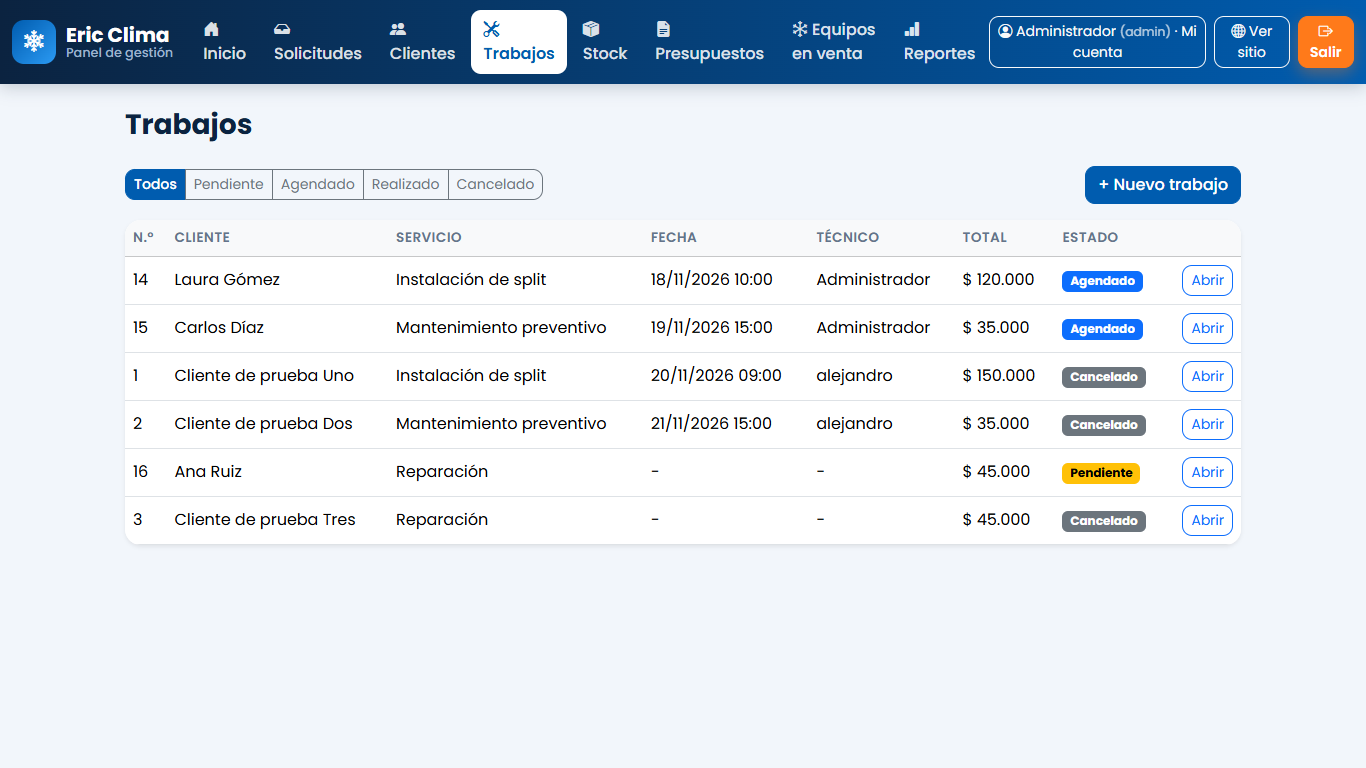 Eric Clima
Panel de gestión
Inicio
Solicitudes
Clientes
Trabajos
Stock
Presupuestos
Equipos en venta
Reportes
Administrador (admin) · Mi cuenta
Ver sitio
Salir
Trabajos
Todos Pendiente Agendado Realizado Cancelado
+ Nuevo trabajo
N.º CLIENTE SERVICIO FECHA TÉCNICO TOTAL ESTADO
14 Laura Gómez Instalación de split 18/11/2026 10:00 Administrador $ 120.000 Agendado Abrir
15 Carlos Díaz Mantenimiento preventivo 19/11/2026 15:00 Administrador $ 35.000 Agendado Abrir
1 Cliente de prueba Uno Instalación de split 20/11/2026 09:00 alejandro $ 150.000 Cancelado Abrir
2 Cliente de prueba Dos Mantenimiento preventivo 21/11/2026 15:00 alejandro $ 35.000 Cancelado Abrir
16 Ana Ruiz Reparación - - $ 45.000 Pendiente Abrir
3 Cliente de prueba Tres Reparación - - $ 45.000 Cancelado Abrir